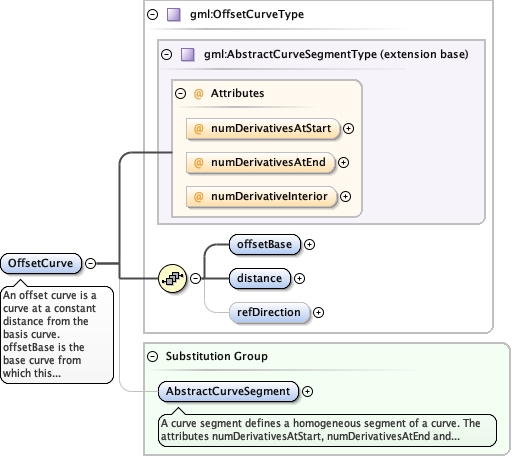 gml:OffsetCurveType
gml:AbstractCurveSegmentType (extension base)
@ Attributes
@ numDerivativesAtStart
@ numDerivativesAtEnd
@ numDerivativeInterior
OffsetCurve
An offset curve is a
curve at a constant
distance from the
basis curve.
offsetBase is the
base curve from
which this...
offsetBase
distance
refDirection
Substitution Group
AbstractCurveSegment
A curve segment defines a homogeneous segment of a curve. The
attributes numDerivativesAtStart, numDerivativesAtEnd and...